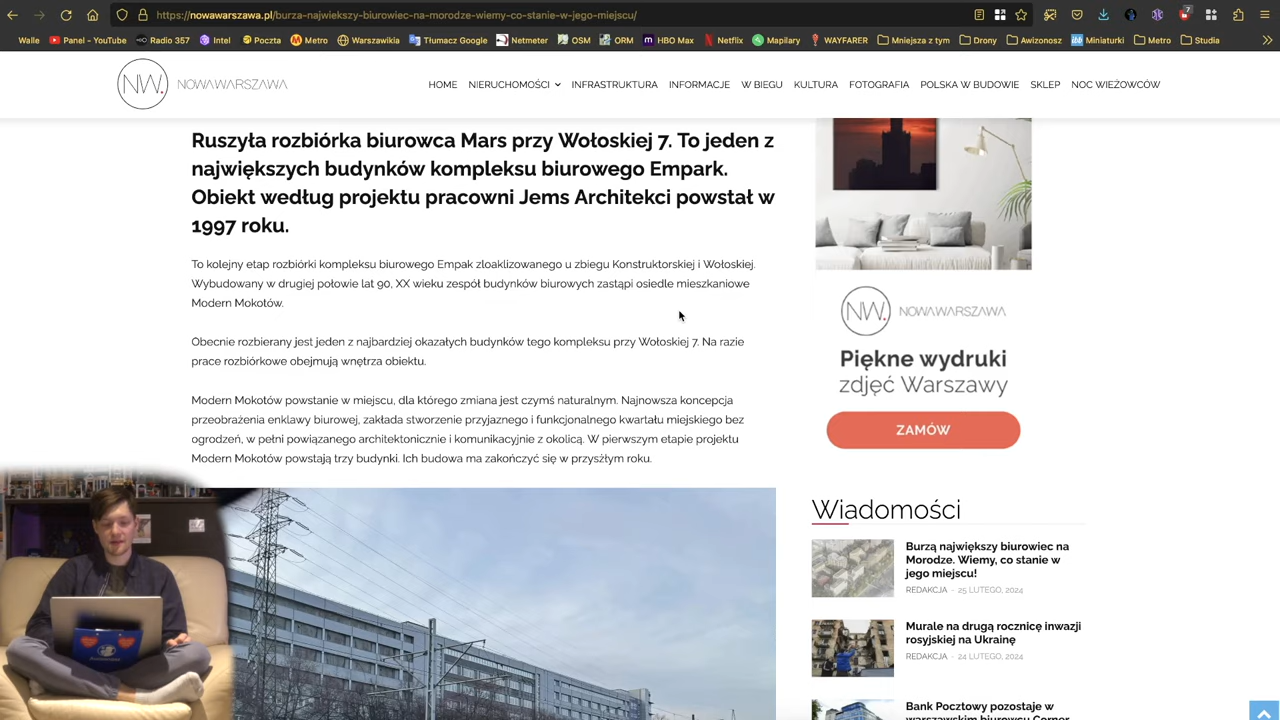 https://nowawarszawa.pl/burza-najwiekszy-biurowiec-na-morodze-wiemy-co-stanie-w-jego-miejscu/
7
Walle Panel - YouTube Radio 357 Intel Poczta Metro Warszawikia Tłumacz Google OSM ORM HBO Max Netflix Mapilary WAYFARER Mniejsza z tym Drony Awizonosz Miniaturki Metro Studia
NW. NOWAWARSZAWA
HOME NIERUCHOMOŚCI INFRASTRUKTURA INFORMACJE W BIEGU KULTURA FOTOGRAFIA POLSKA W BUDOWIE SKLEP NOC WIEŻOWCÓW
Ruszyła rozbiórka biurowca Mars przy Wołoskiej 7. To jeden z
największych budynków kompleksu biurowego Empark.
Obiekt według projektu pracowni Jems Architekci powstał w
1997 roku.
To kolejny etap rozbiórki kompleksu biurowego Empak zloaklizowanego u zbiegu Konstruktorskiej i Wołoskiej.
Wybudowany w drugiej połowie lat 90, XX wieku zespół budynków biurowych zastąpi osiedle mieszkaniowe
Modern Mokotów.
Obecnie rozbierany jest jeden z najbardziej okazałych budynków tego kompleksu przy Wołoskiej 7. Na razie
prace rozbiórkowe obejmują wnętrza obiektu.
Modern Mokotów powstanie w miejscu, dla którego zmiana jest czymś naturalnym. Najnowsza koncepcja
przeobrażenia enklawy biurowej, zakłada stworzenie przyjaznego i funkcjonalnego kwartału miejskiego bez
ogrodzeń, w pełni powiązanego architektonicznie i komunikacyjnie z okolicą. W pierwszym etapie projektu
Modern Mokotów powstają trzy budynki. Ich budowa ma zakończyć się w przyszłym roku.
NW. NOWAWARSZAWA
Piękne wydruki
zdjęć Warszawy
ZAMÓW
Wiadomości
Burzą największy biurowiec na
Morodze. Wiemy, co stanie w
jego miejscu!
REDAKCJA - 25 LUTEGO, 2024
Murale na drugą rocznicę inwazji
rosyjskiej na Ukrainę
REDAKCJA - 24 LUTEGO, 2024
Bank Pocztowy pozostaje w
warszawskim biurowcu Corner